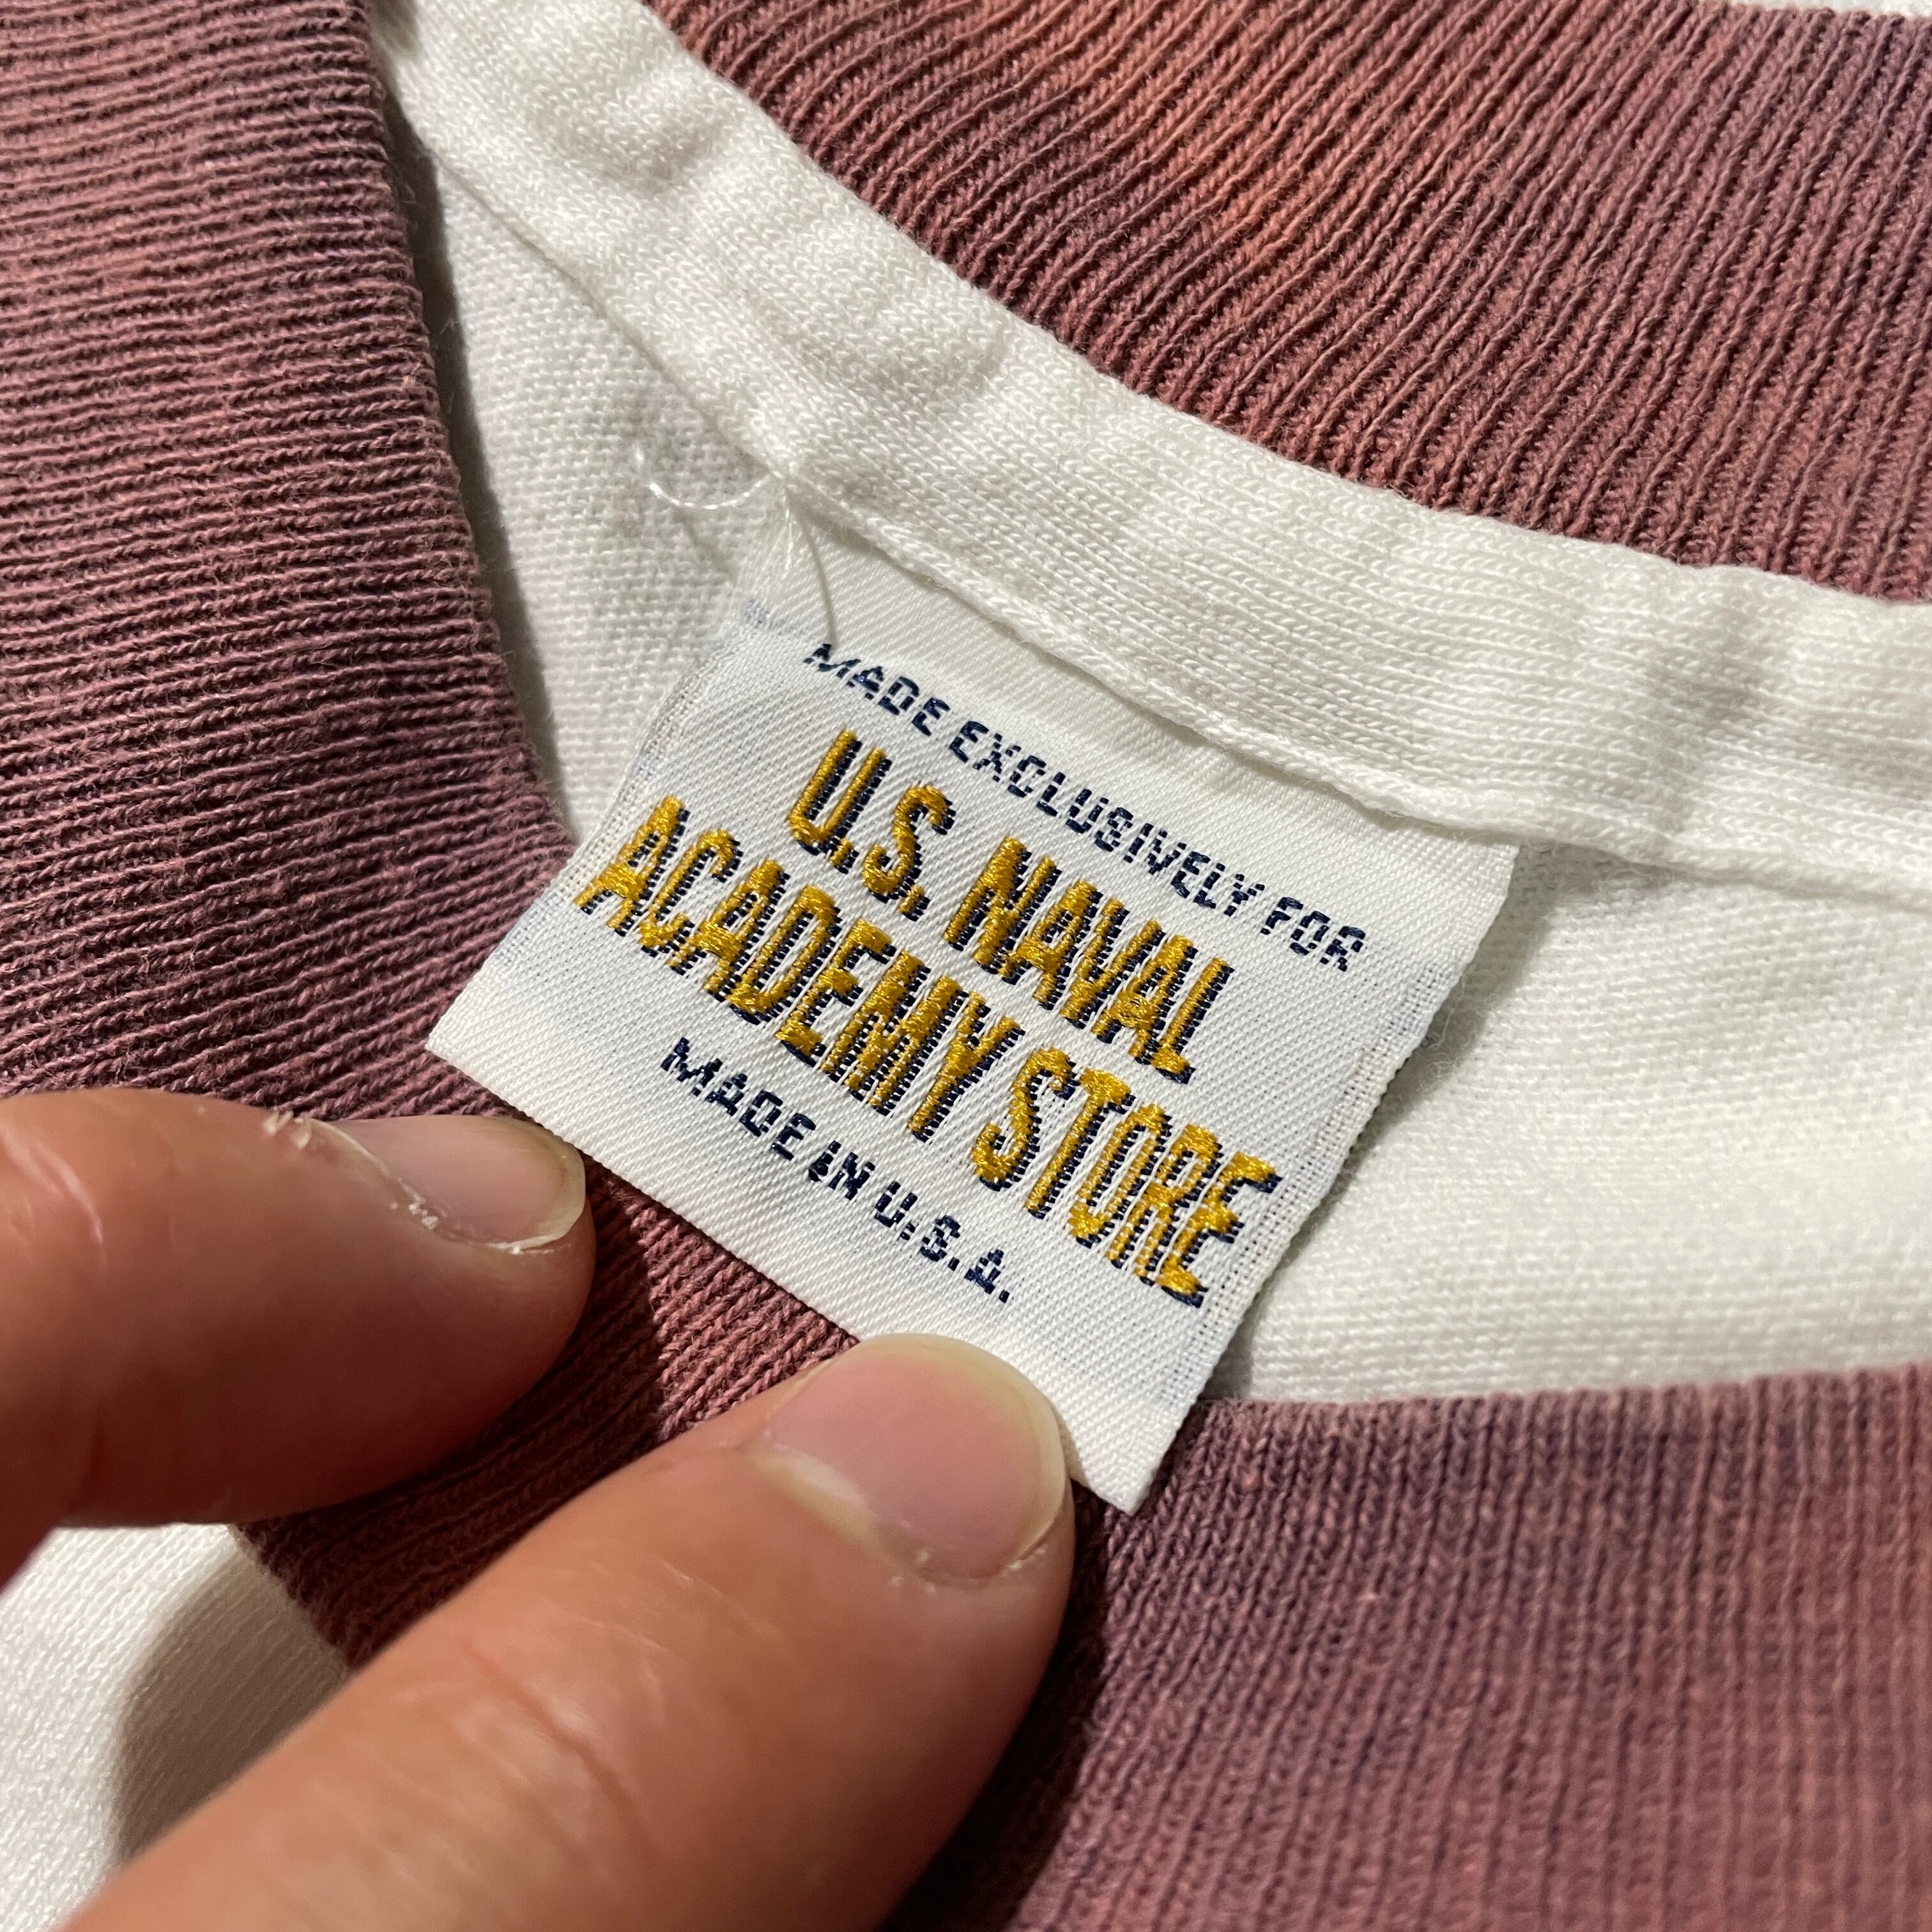 MADE EXCLUSIVELY FOR
U.S. NAVAL
ACADEMY STORE
MADE IN U.S.A.